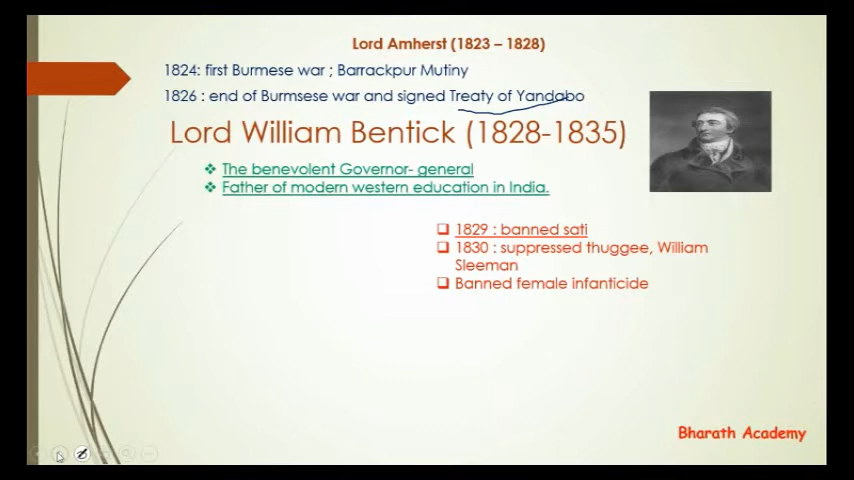 Lord Amherst (1823 – 1828)
1824: first Burmese war ; Barrackpur Mutiny
1826 : end of Burmsese war and signed Treaty of Yandabo
Lord William Bentick (1828-1835)
❖ The benevolent Governor- general
❖ Father of modern western education in India.
❑ 1829 : banned sati
❑ 1830 : suppressed thuggee, William
Sleeman
❑ Banned female infanticide
Bharath Academy